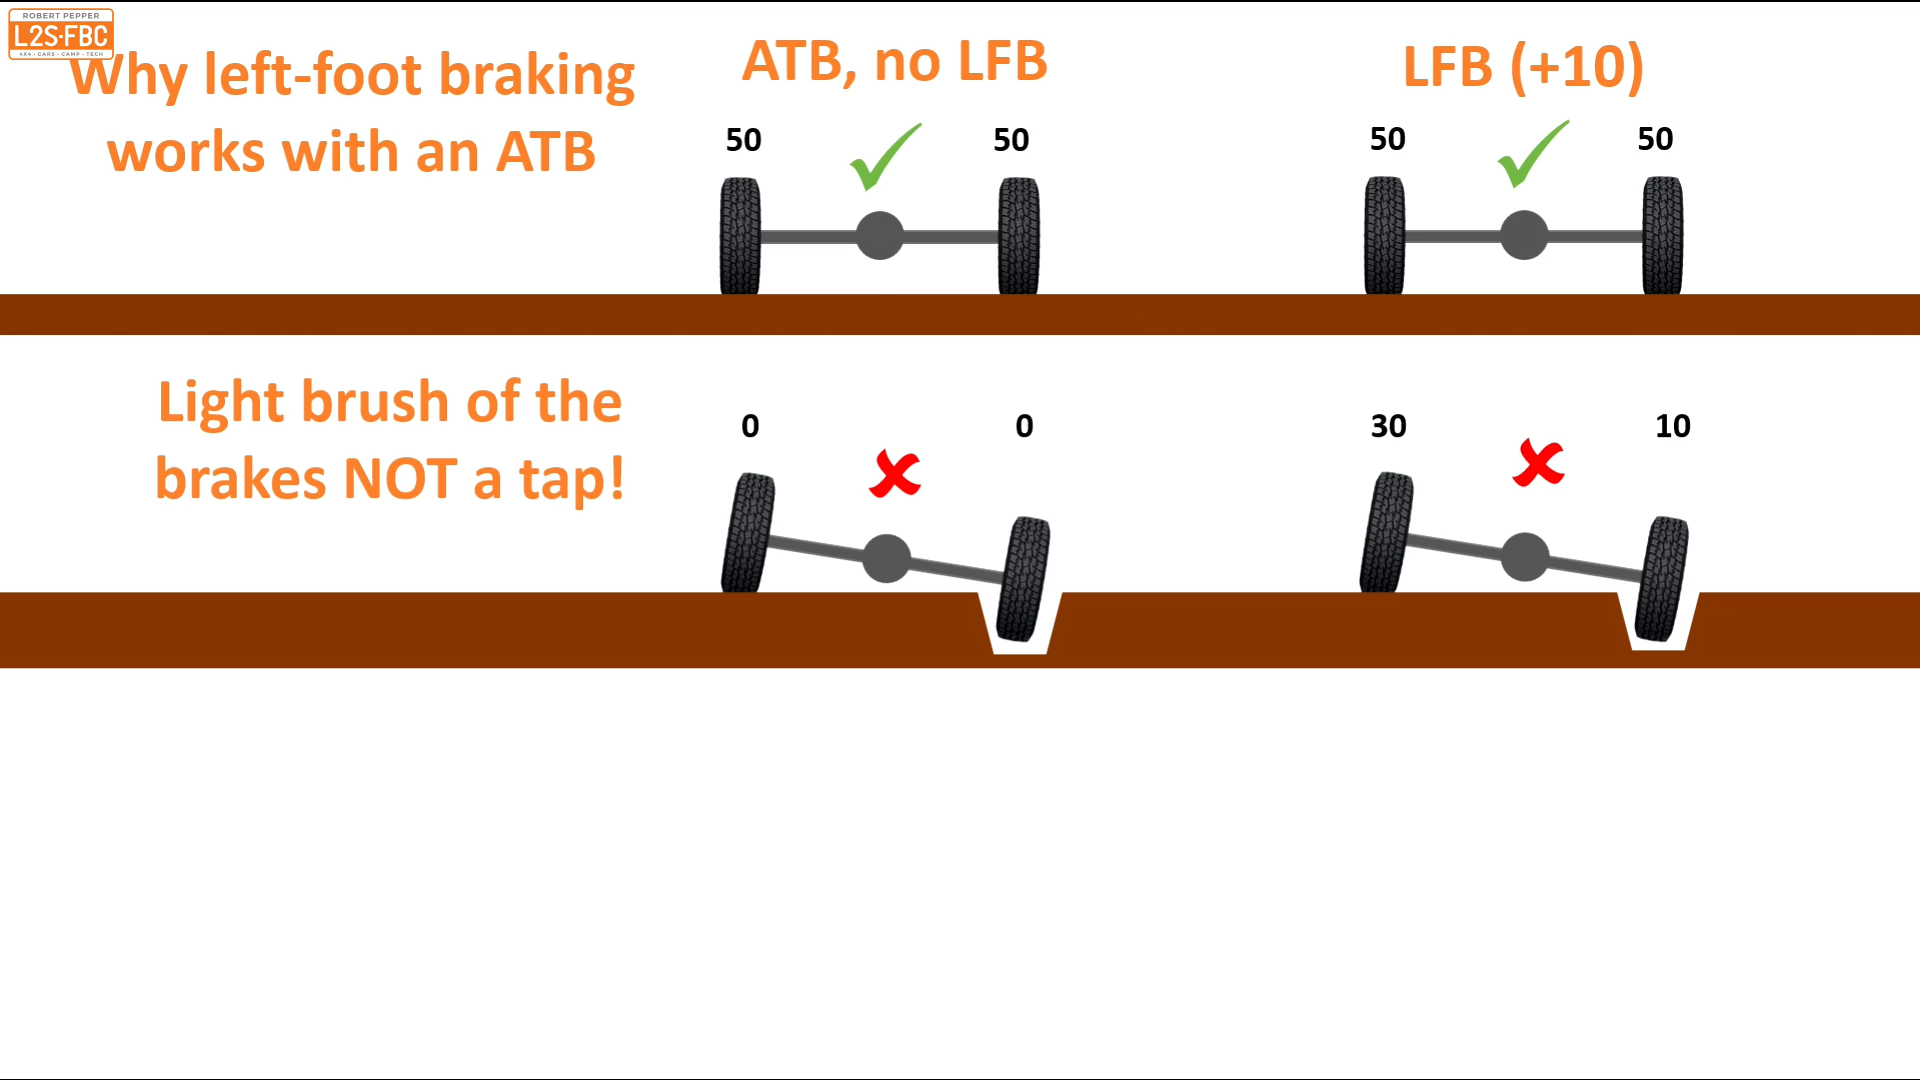 ROBERT PEPPER
L2S-FBC
4X4 - CARS - CAMP - TECH
Why left-foot braking
works with an ATB
ATB, no LFB
LFB (+10)
50 50 50 50
Light brush of the
brakes NOT a tap!
0 0 30 10